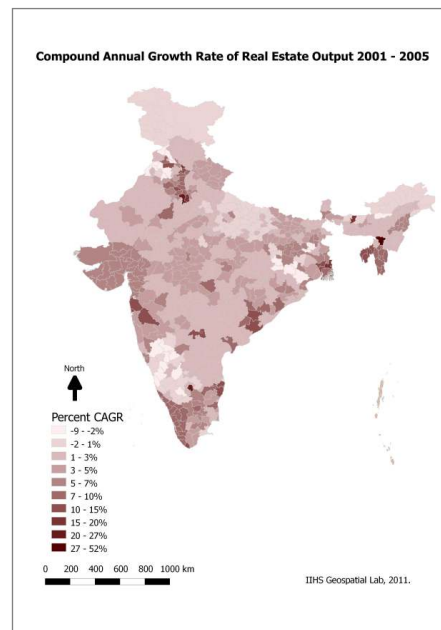 Compound Annual Growth Rate of Real Estate Output 2001 - 2005
North
Percent CAGR
-9 - -2%
-2 - 1%
1 - 3%
3 - 5%
5 - 7%
7 - 10%
10 - 15%
15 - 20%
20 - 27%
27 - 52%
0 200 400 600 800 1000 km
IIHS Geospatial Lab, 2011.